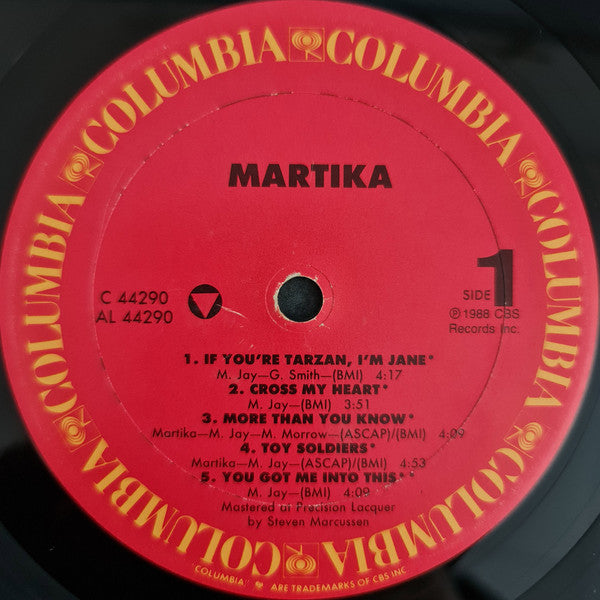 COLUMBIA COLUMBIA COLUMBIA COLUMBIA COLUMBIA COLUMBIA COLUMBIA
MARTIKA
C 44290
AL 44290
SIDE 1
℗ 1988 CBS
Records Inc.
1. IF YOU'RE TARZAN, I'M JANE*
M. Jay—G. Smith—(BMI) 4:17
2. CROSS MY HEART*
M. Jay—(BMI) 3:51
3. MORE THAN YOU KNOW*
Martika—M. Jay—M. Morrow—(ASCAP)/(BMI) 4:09
4. TOY SOLDIERS*
Martika—M. Jay—(ASCAP)/(BMI) 4:53
5. YOU GOT ME INTO THIS**
M. Jay—(BMI) 4:09
Mastered at Precision Lacquer
by Steven Marcussen
"COLUMBIA," ARE TRADEMARKS OF CBS INC